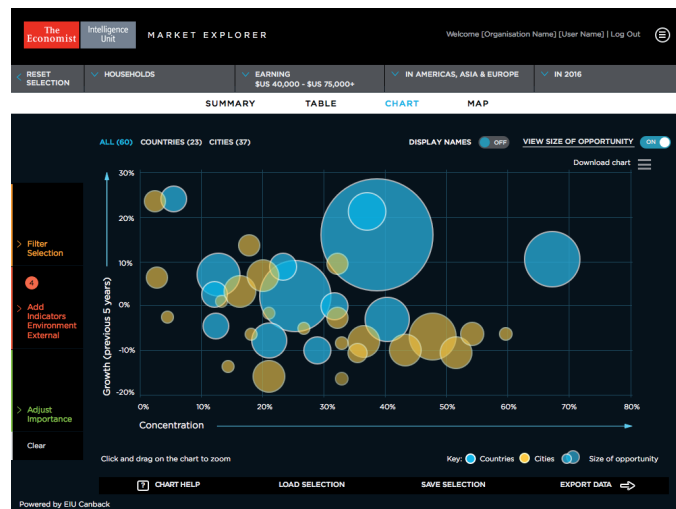 The Economist
Intelligence Unit
MARKET EXPLORER
Welcome [Organisation Name] [User Name] | Log Out
RESET SELECTION
HOUSEHOLDS
EARNING
$US 40,000 - $US 75,000+
IN AMERICAS, ASIA & EUROPE
IN 2016
SUMMARY TABLE CHART MAP
ALL (60) COUNTRIES (23) CITIES (37)
DISPLAY NAMES OFF
VIEW SIZE OF OPPORTUNITY ON
Download chart
Filter
Selection
4
Add
Indicators
Environment
External
Adjust
Importance
Clear
Growth (previous 5 years)
30%
20%
10%
0%
-10%
-20%
0% 10% 20% 30% 40% 50% 60% 70% 80%
Concentration
Click and drag on the chart to zoom
Key: Countries Cities Size of opportunity
? CHART HELP
LOAD SELECTION
SAVE SELECTION
EXPORT DATA
Powered by EIU Canback